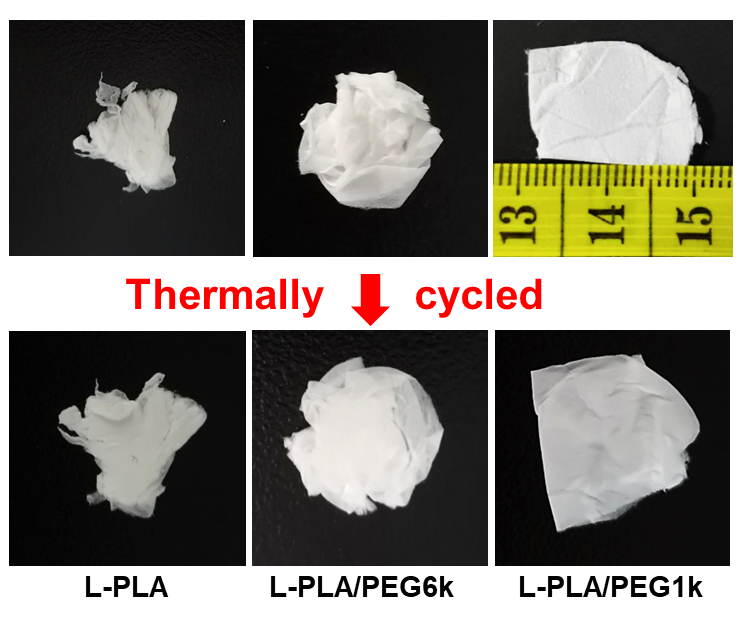 13 14 15
Thermally cycled
L-PLA L-PLA/PEG6k L-PLA/PEG1k